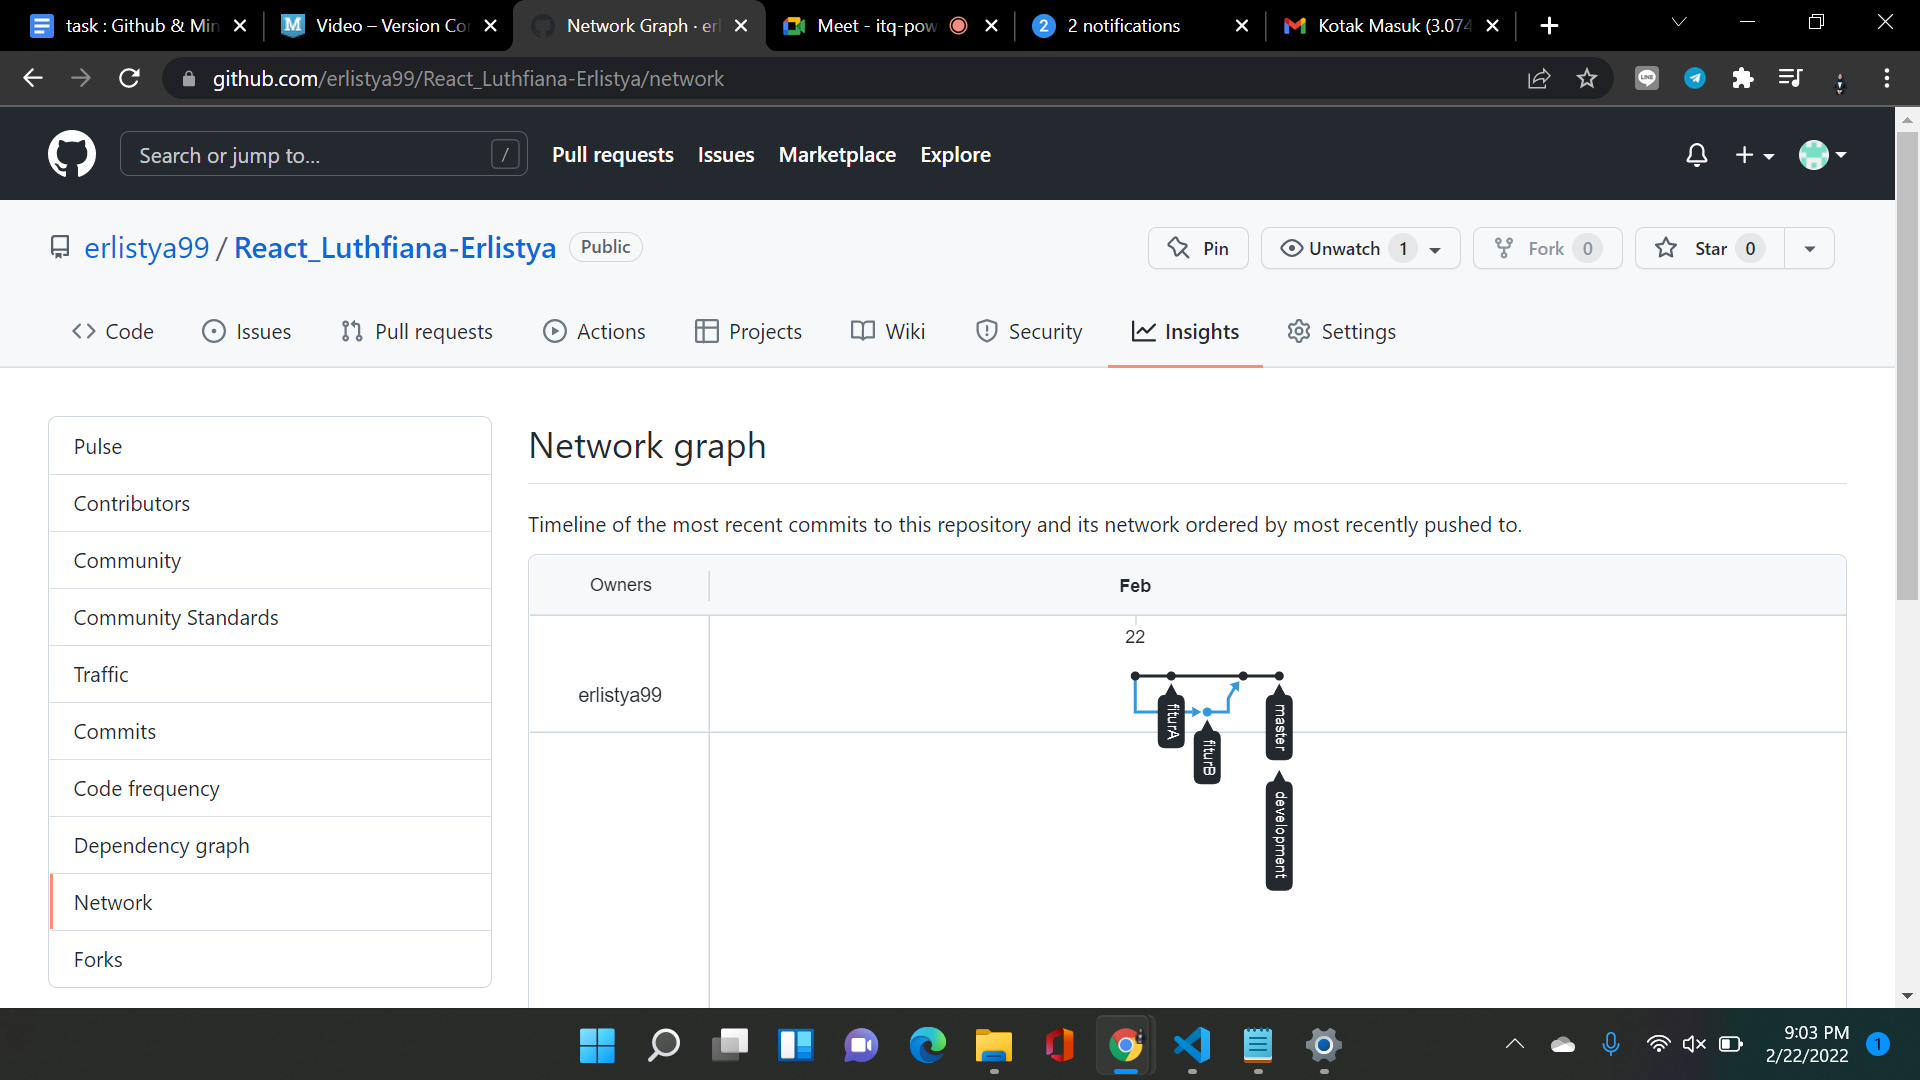 task : Github & Min
Video – Version Co
Network Graph · erl
Meet - itq-pow
2 notifications
Kotak Masuk (3.074
github.com/erlistya99/React_Luthfiana-Erlistya/network
Search or jump to...
/
Pull requests
Issues
Marketplace
Explore
erlistya99 / React_Luthfiana-Erlistya
Public
Pin
Unwatch 1
Fork 0
Star 0
Code
Issues
Pull requests
Actions
Projects
Wiki
Security
Insights
Settings
Pulse
Contributors
Community
Community Standards
Traffic
Commits
Code frequency
Dependency graph
Network
Forks
Network graph
Timeline of the most recent commits to this repository and its network ordered by most recently pushed to.
Owners
Feb
22
erlistya99
fiturA
fiturB
master
development
9:03 PM
2/22/2022
1